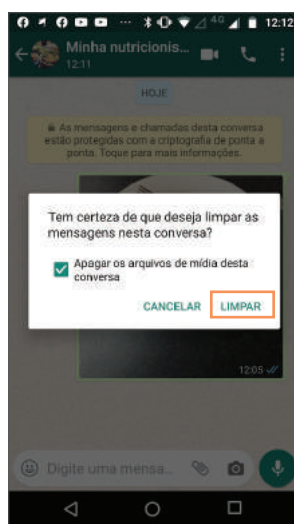 4G 12:12
Minha nutricionis...
12:11
HOJE
As mensagens e chamadas desta conversa
estão protegidas com a criptografia de ponta a
ponta. Toque para mais informações.
Tem certeza de que deseja limpar as
mensagens nesta conversa?
Apagar os arquivos de mídia desta
conversa
CANCELAR LIMPAR
12:05
Digite uma mensa...